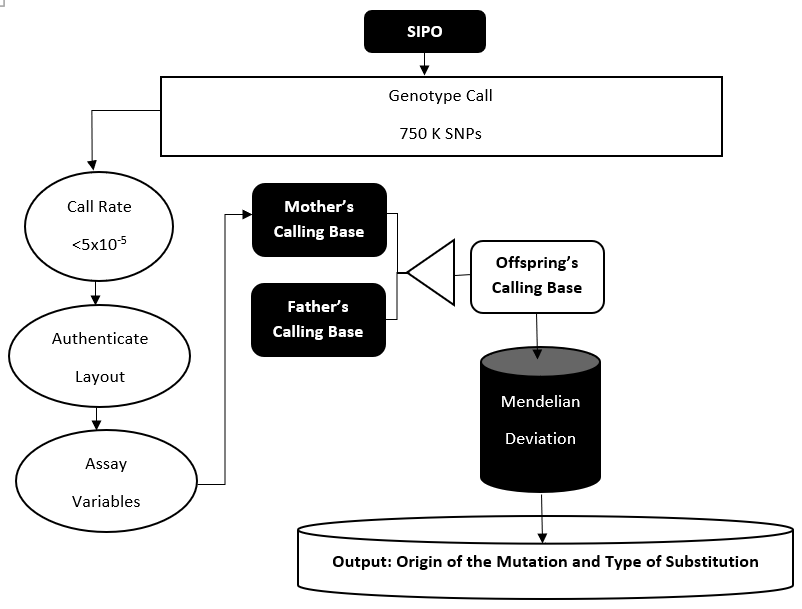 SIPO
Genotype Call
750 K SNPs
Call Rate
<5x10⁻⁵
Authenticate
Layout
Assay
Variables
Mother’s
Calling Base
Father’s
Calling Base
Offspring’s
Calling Base
Mendelian
Deviation
Output: Origin of the Mutation and Type of Substitution